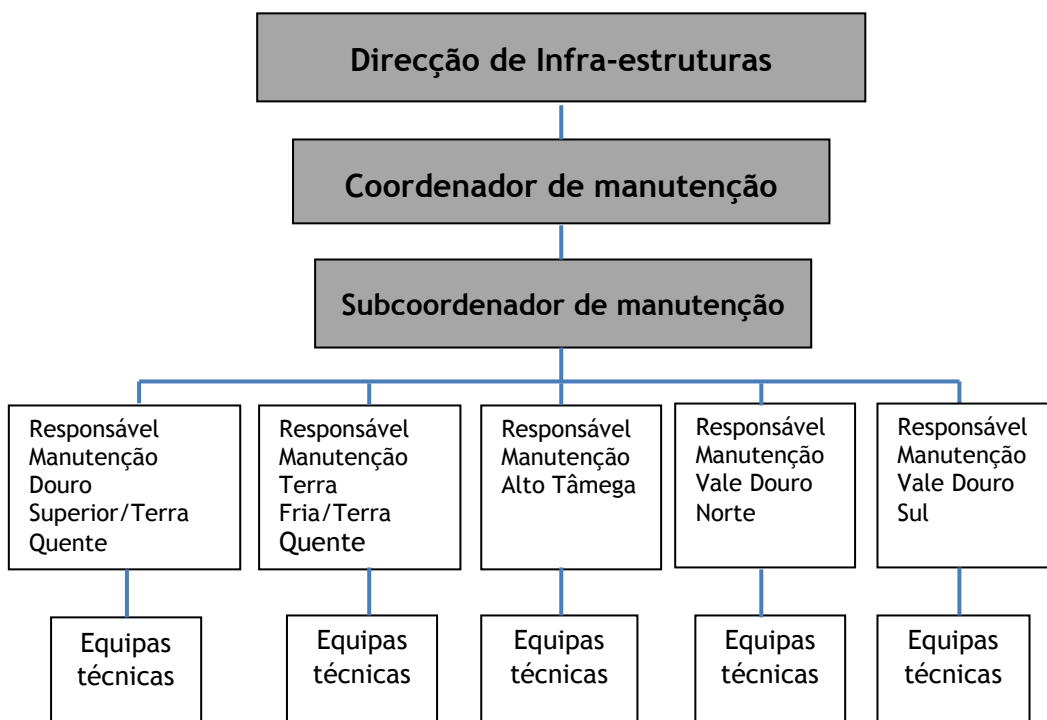 Direcção de Infra-estruturas
Coordenador de manutenção
Subcoordenador de manutenção
Responsável
Manutenção
Douro
Superior/Terra
Quente
Responsável
Manutenção
Terra
Fria/Terra
Quente
Responsável
Manutenção
Alto Tâmega
Responsável
Manutenção
Vale Douro
Norte
Responsável
Manutenção
Vale Douro
Sul
Equipas
técnicas
Equipas
técnicas
Equipas
técnicas
Equipas
técnicas
Equipas
técnicas